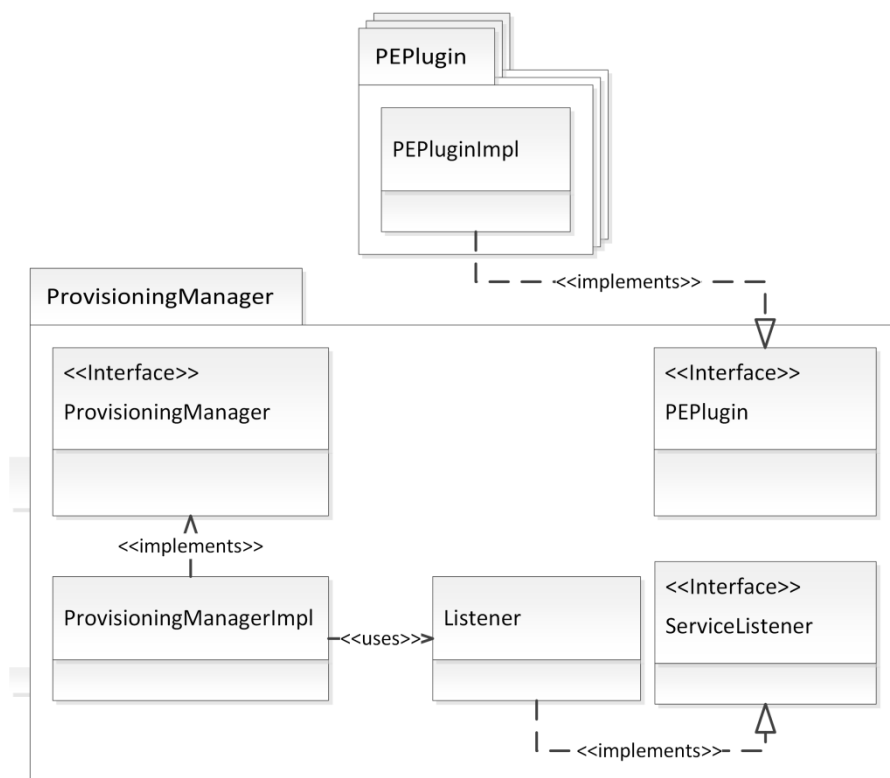 PEPlugin
PEPluginImpl
<<implements>>
ProvisioningManager
<<Interface>>
ProvisioningManager
<<Interface>>
PEPlugin
<<implements>>
ProvisioningManagerImpl
<<uses>>
Listener
<<Interface>>
ServiceListener
<<implements>>